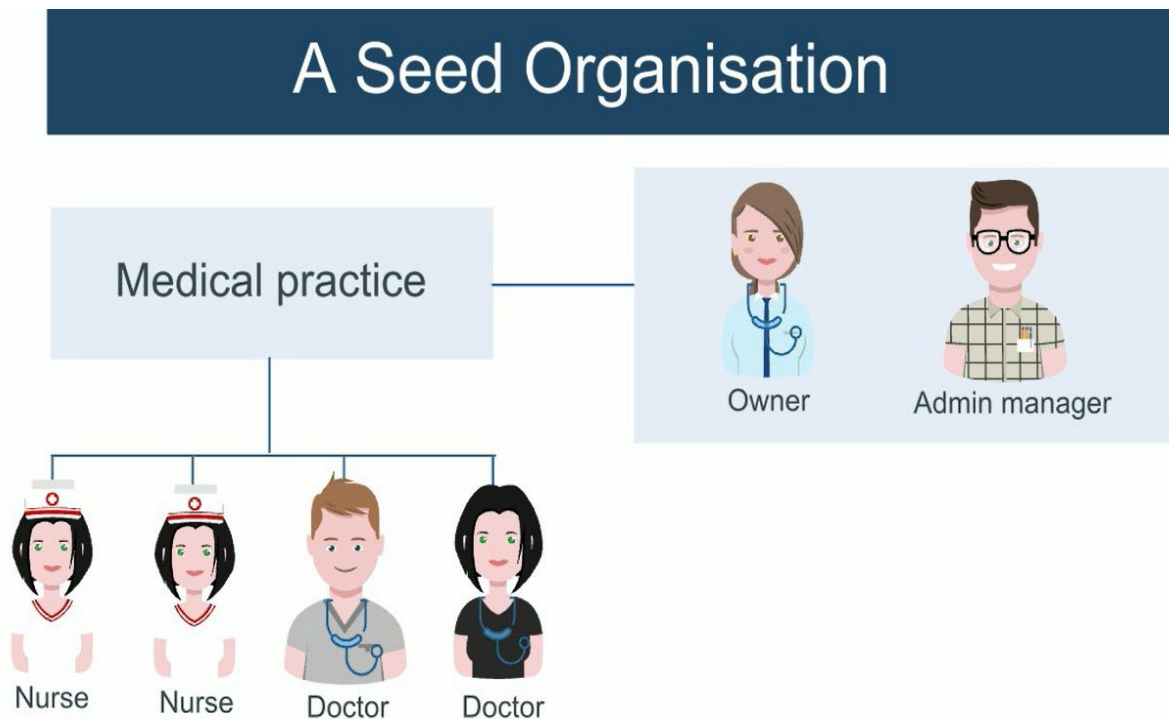 A Seed Organisation
Medical practice
Owner
Admin manager
Nurse
Nurse
Doctor
Doctor